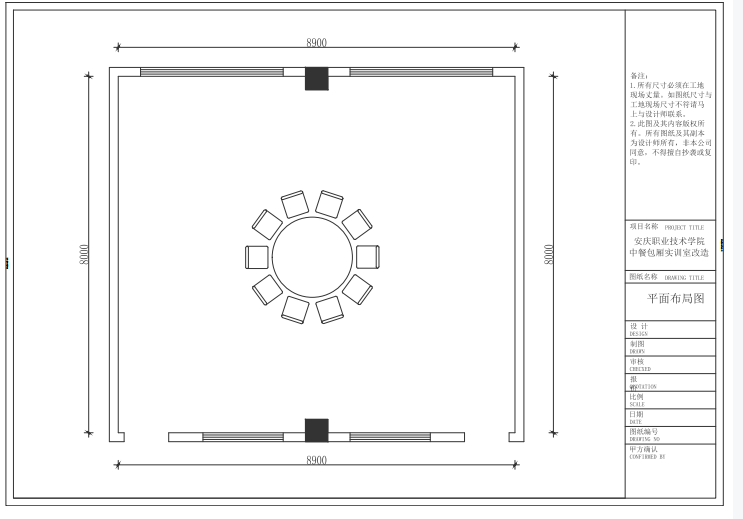 8900
8000
8000
8900
备注：
1.所有尺寸必须在工地
现场丈量。如图纸尺寸与
工地现场尺寸不符请马
上与设计师联系。
2.此图及其内容版权所
有。所有图纸及其副本
为设计师所有，非本公司
同意，不得擅自抄袭或复
印。
项目名称 PROJECT TITLE
安庆职业技术学院
中餐包厢实训室改造
图纸名称 DRAWING TITLE
平面布局图
设 计
DESIGN
制图
DRAWN
审核
CHECKED
报
QUOTATION
比例
SCALE
日期
DATE
图纸编号
DRAWING NO
甲方确认
CONFIRMED BY